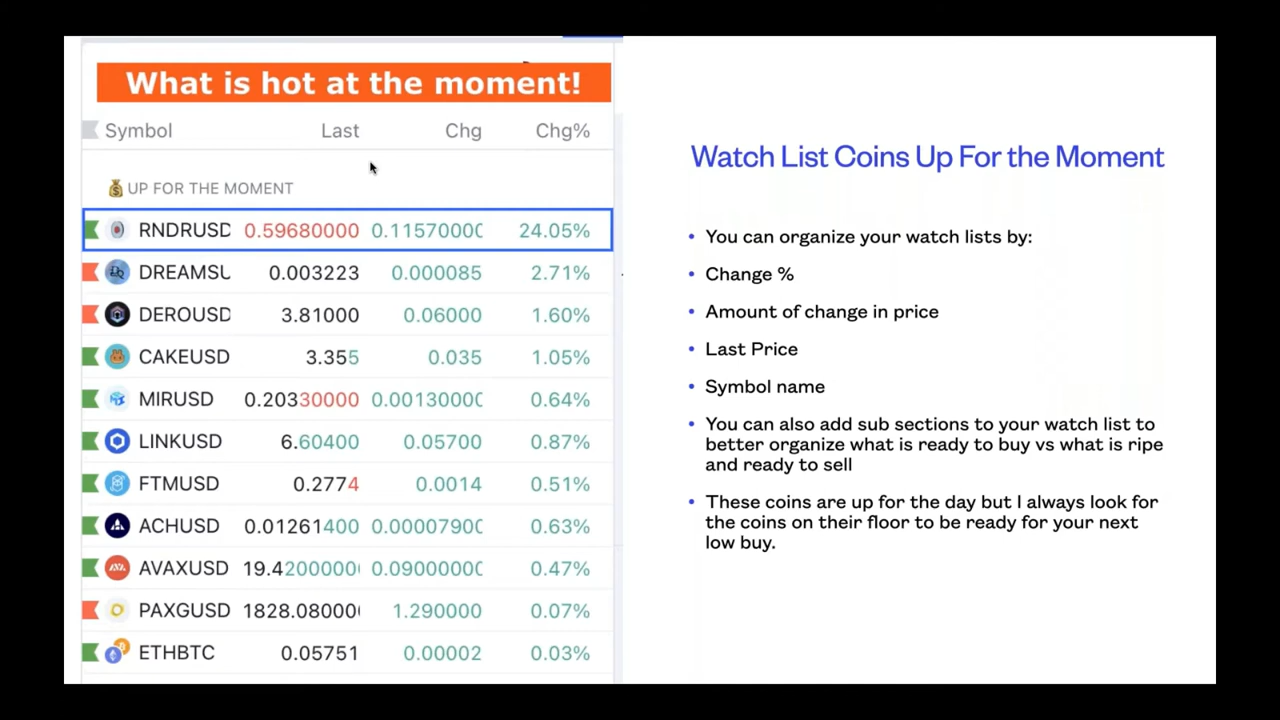 What is hot at the moment!
Symbol Last Chg Chg%
UP FOR THE MOMENT
RNDRUSD 0.59680000 0.11570000 24.05%
DREAMSU 0.003223 0.000085 2.71%
DEROUSD 3.81000 0.06000 1.60%
CAKEUSD 3.355 0.035 1.05%
MIRUSD 0.20330000 0.00130000 0.64%
LINKUSD 6.60400 0.05700 0.87%
FTMUSD 0.2774 0.0014 0.51%
ACHUSD 0.01261400 0.00007900 0.63%
AVAXUSD 19.42000000 0.09000000 0.47%
PAXGUSD 1828.080000 1.290000 0.07%
ETHBTC 0.05751 0.00002 0.03%
Watch List Coins Up For the Moment
• You can organize your watch lists by:
• Change %
• Amount of change in price
• Last Price
• Symbol name
• You can also add sub sections to your watch list to
better organize what is ready to buy vs what is ripe
and ready to sell
• These coins are up for the day but I always look for
the coins on their floor to be ready for your next
low buy.